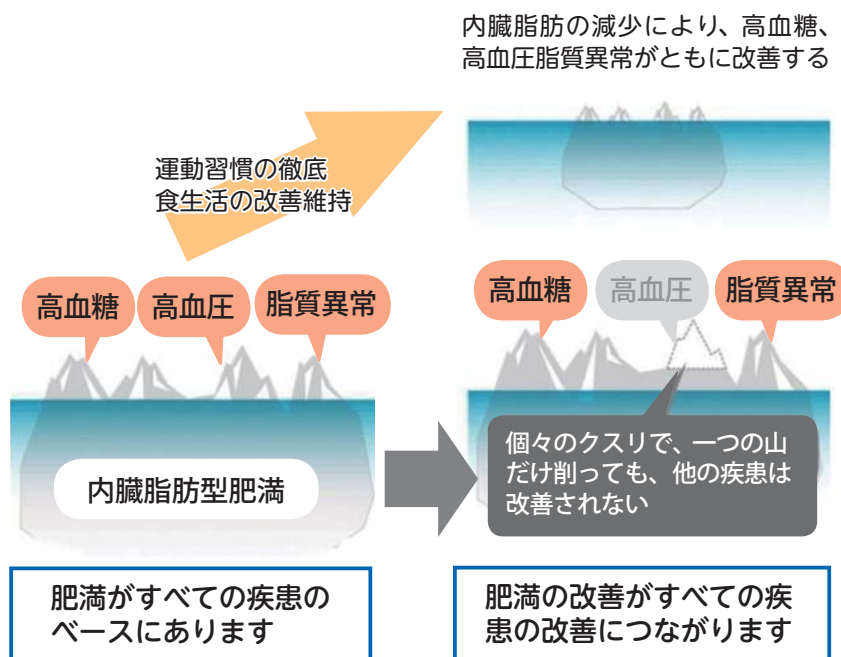 内臓脂肪の減少により、高血糖、
高血圧脂質異常がともに改善する
運動習慣の徹底
食生活の改善維持
高血糖
高血圧
脂質異常
高血糖
高血圧
脂質異常
内臓脂肪型肥満
個々のクスリで、一つの山
だけ削っても、他の疾患は
改善されない
肥満がすべての疾患の
ベースにあります
肥満の改善がすべての疾
患の改善につながります